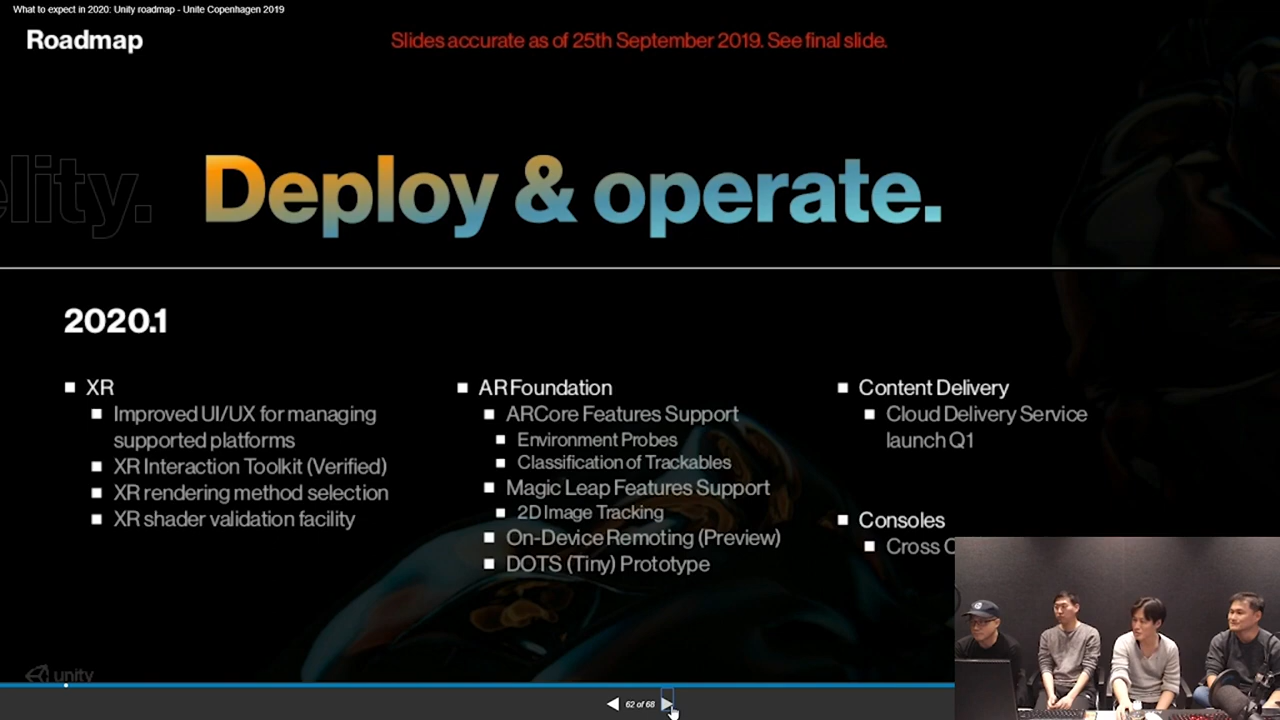 What to expect in 2020: Unity roadmap - Unite Copenhagen 2019
Roadmap
Slides accurate as of 25th September 2019. See final slide.
elity.
Deploy & operate.
2020.1
XR
Improved UI/UX for managing
supported platforms
XR Interaction Toolkit (Verified)
XR rendering method selection
XR shader validation facility
ARFoundation
ARCore Features Support
Environment Probes
Classification of Trackables
Magic Leap Features Support
2D Image Tracking
On-Device Remoting (Preview)
DOTS (Tiny) Prototype
Content Delivery
Cloud Delivery Service
launch Q1
Consoles
Cross
unity
62 of 68